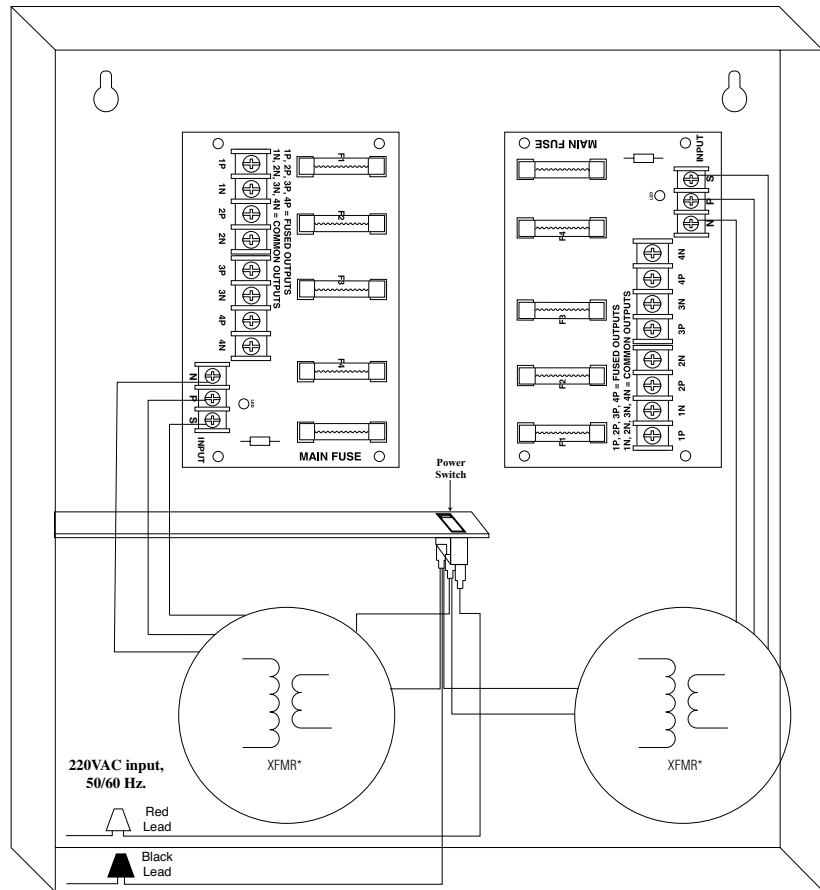 1P
1N
2P
2N
3P
3N
4P
4N
1P, 2P, 3P, 4P = FUSED OUTPUTS
1N, 2N, 3N, 4N = COMMON OUTPUTS
F1
F2
F3
F4
N
P
S
LED
INPUT
MAIN FUSE
MAIN FUSE
INPUT
S
P
N
LED
F4
F3
F2
F1
4N
4P
3N
3P
2N
2P
1N
1P
1P, 2P, 3P, 4P = FUSED OUTPUTS
1N, 2N, 3N, 4N = COMMON OUTPUTS
Power
Switch
XFMR*
XFMR*
220VAC input,
50/60 Hz.
Red
Lead
Black
Lead